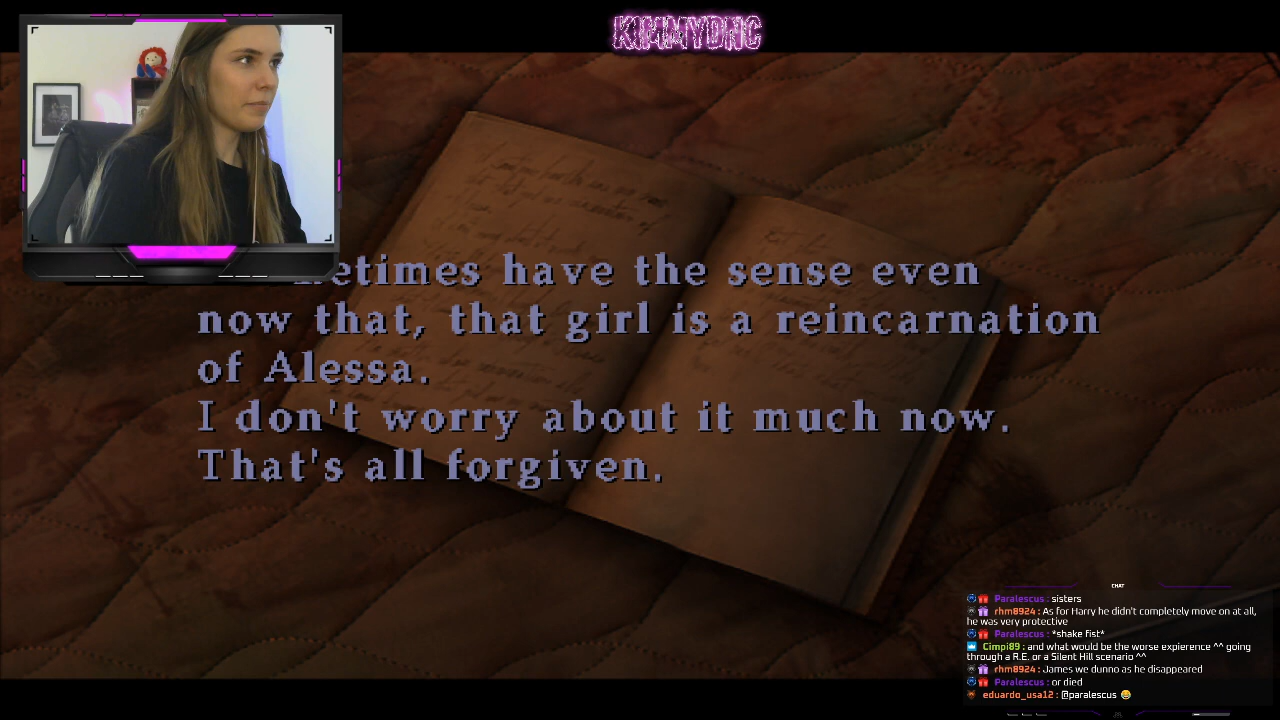 KIMMYDHC
etimes have the sense even
now that, that girl is a reincarnation
of Alessa.
I don't worry about it much now.
That's all forgiven.
CHAT
Paralescus : sisters
rhm8924 : As for Harry he didn't completely move on at all,
he was very protective
Paralescus : *shake fist*
Cimpi89 : and what would be the worse expierence ^^ going
through a R.E. or a Silent Hill scenario ^^
rhm8924 : James we dunno as he disappeared
Paralescus : or died
eduardo_usa12 : @paralescus 😄